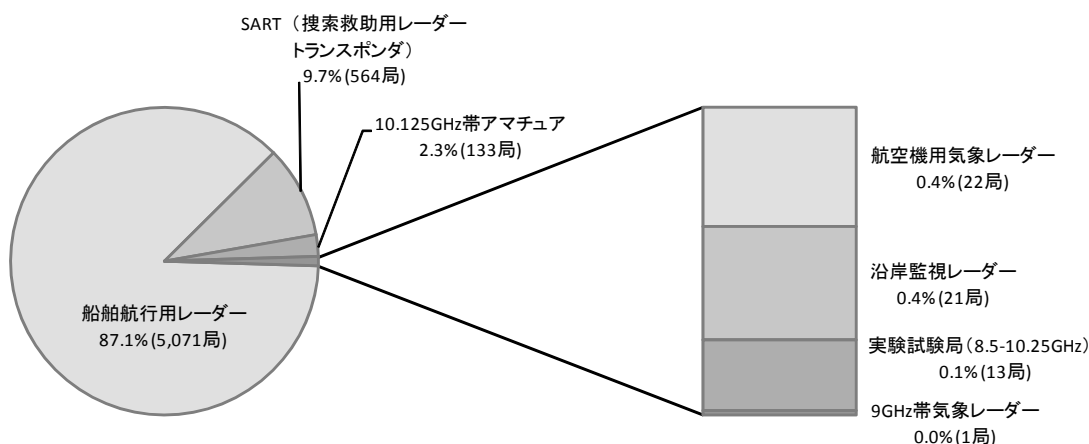 SART（捜索救助用レーダー
トランスポンダ）
9.7%(564局)
10.125GHz帯アマチュア
2.3%(133局)
船舶航行用レーダー
87.1%(5,071局)
航空機用気象レーダー
0.4%(22局)
沿岸監視レーダー
0.4%(21局)
実験試験局（8.5-10.25GHz)
0.1%(13局)
9GHz帯気象レーダー
0.0%(1局)